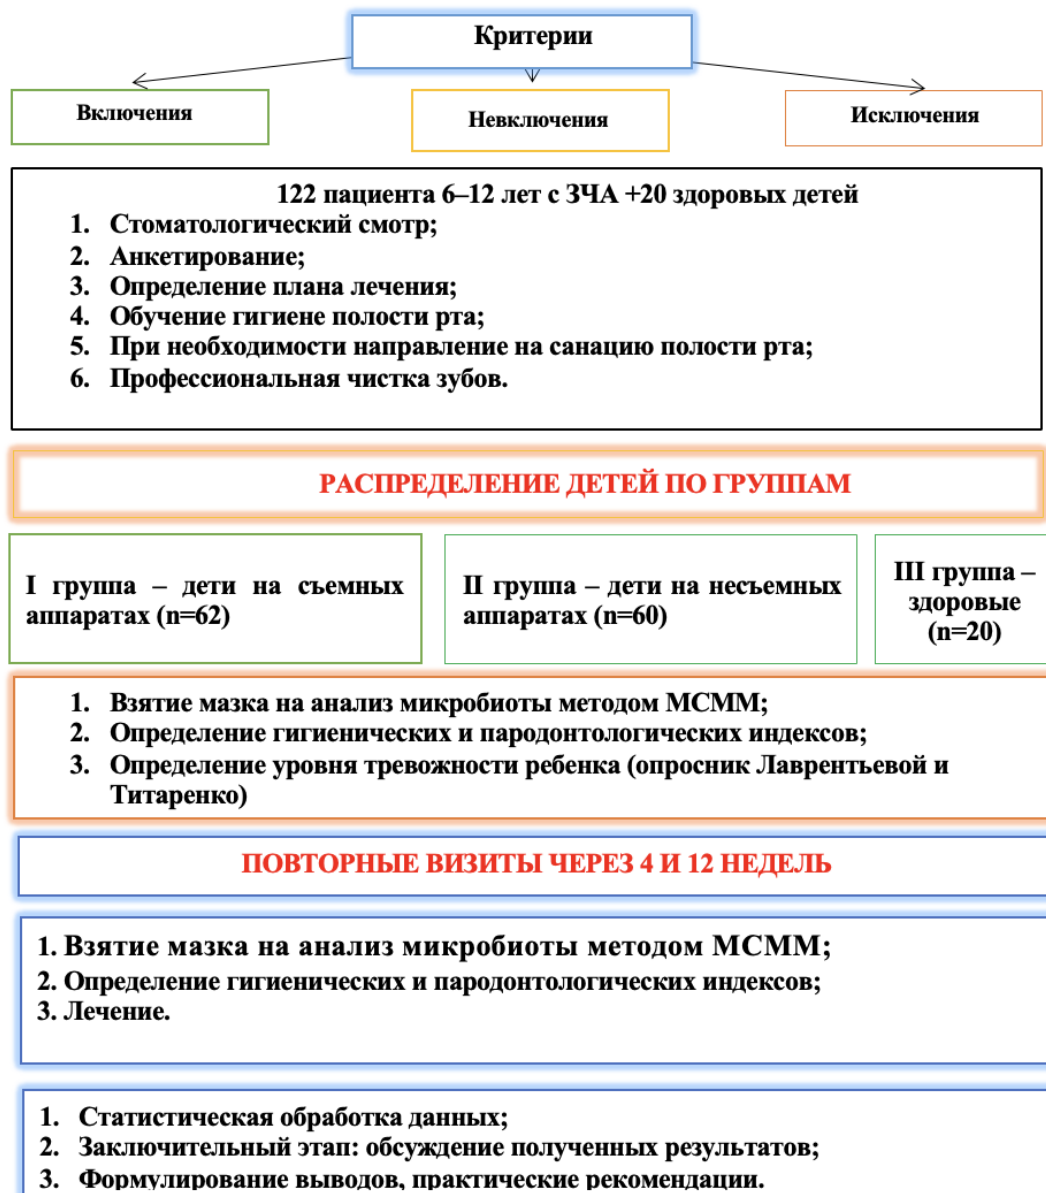 Критерии
Включения
Невключения
Исключения
122 пациента 6–12 лет с ЗЧА +20 здоровых детей
1. Стоматологический смотр;
2. Анкетирование;
3. Определение плана лечения;
4. Обучение гигиене полости рта;
5. При необходимости направление на санацию полости рта;
6. Профессиональная чистка зубов.
РАСПРЕДЕЛЕНИЕ ДЕТЕЙ ПО ГРУППАМ
I группа – дети на съемных
аппаратах (n=62)
II группа – дети на несъемных
аппаратах (n=60)
III группа –
здоровые
(n=20)
1. Взятие мазка на анализ микробиоты методом МСММ;
2. Определение гигиенических и пародонтологических индексов;
3. Определение уровня тревожности ребенка (опросник Лаврентьевой и
Титаренко)
ПОВТОРНЫЕ ВИЗИТЫ ЧЕРЕЗ 4 И 12 НЕДЕЛЬ
1. Взятие мазка на анализ микробиоты методом МСММ;
2. Определение гигиенических и пародонтологических индексов;
3. Лечение.
1. Статистическая обработка данных;
2. Заключительный этап: обсуждение полученных результатов;
3. Формулирование выводов, практические рекомендации.